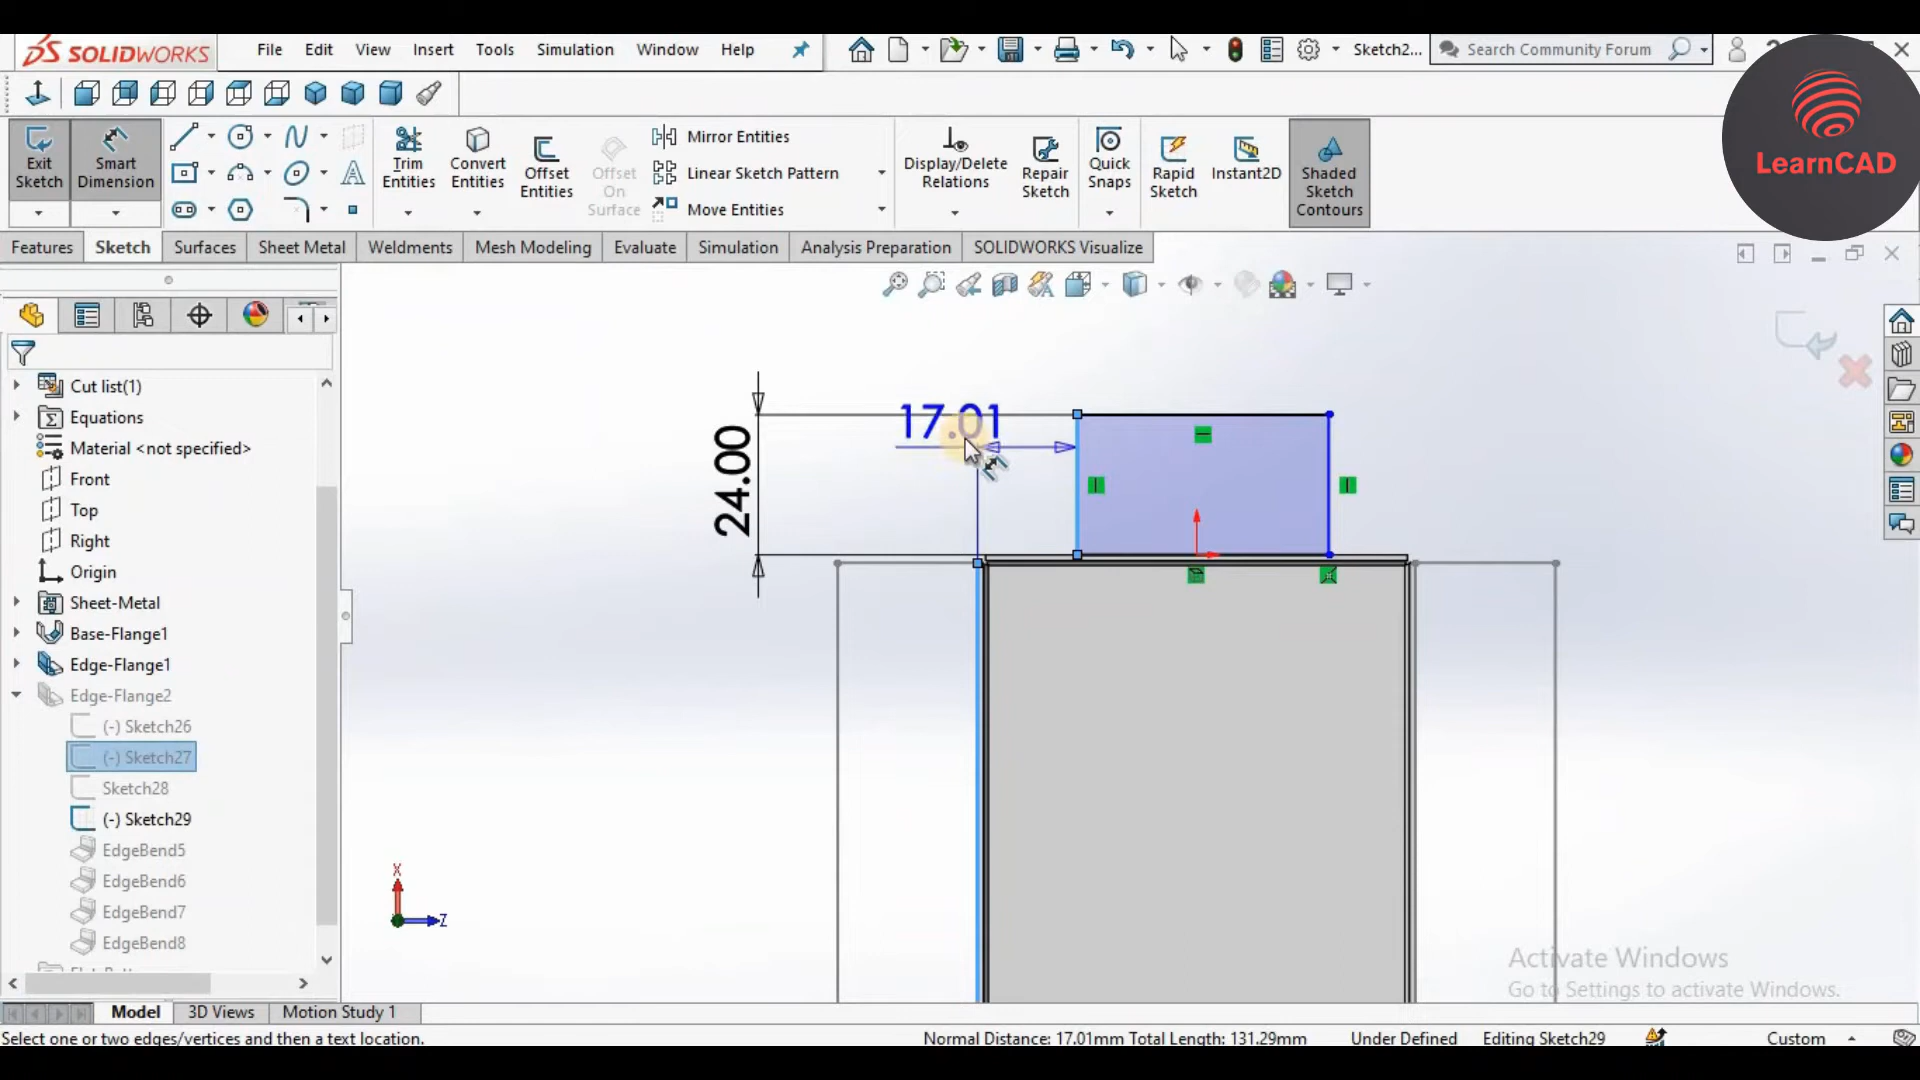 SOLIDWORKS File Edit View Insert Tools Simulation Window Help Sketch2... Search Community Forum
LearnCAD
Exit Sketch
Smart Dimension
Trim Entities
Convert Entities
Offset Entities
Offset On Surface
Mirror Entities
Linear Sketch Pattern
Move Entities
Display/Delete Relations
Repair Sketch
Quick Snaps
Rapid Sketch
Instant2D
Shaded Sketch Contours
Features Sketch Surfaces Sheet Metal Weldments Mesh Modeling Evaluate Simulation Analysis Preparation SOLIDWORKS Visualize
Cut list(1)
Equations
Material <not specified>
Front
Top
Right
Origin
Sheet-Metal
Base-Flange1
Edge-Flange1
Edge-Flange2
(-) Sketch26
(-) Sketch27
Sketch28
(-) Sketch29
EdgeBend5
EdgeBend6
EdgeBend7
EdgeBend8
17.01
24.00
X
Z
Activate Windows
Go to Settings to activate Windows.
Model 3D Views Motion Study 1
Select one or two edges/vertices and then a text location. Normal Distance: 17.01mm Total Length: 131.29mm Under Defined Editing Sketch29 Custom